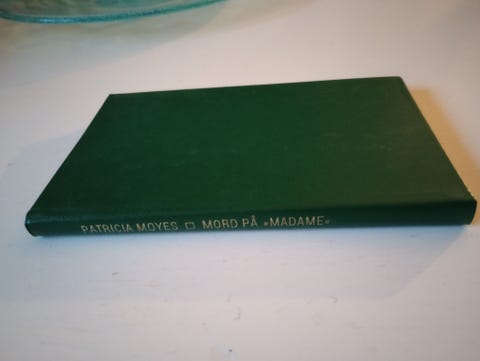 PATRICIA MOYES □ MORD PÅ »MADAME«